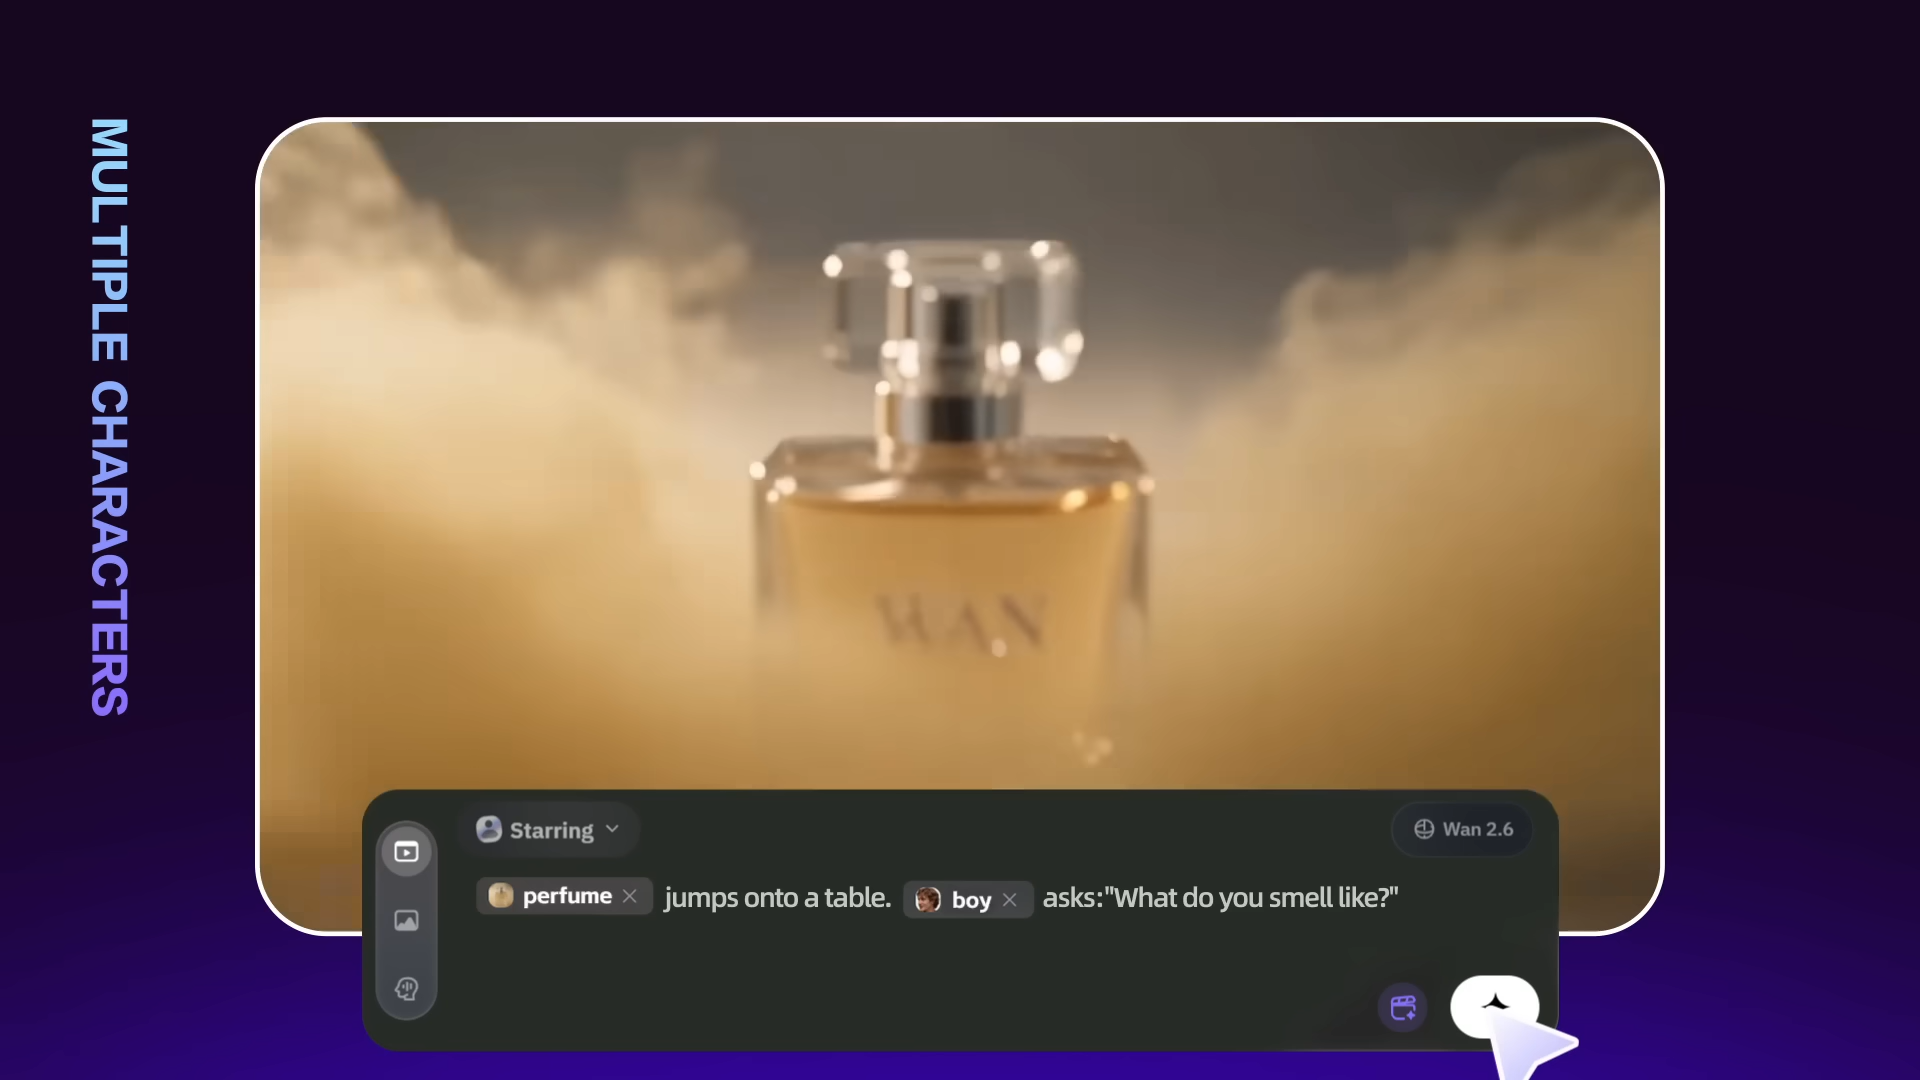 MULTIPLE CHARACTERS
WAN
Starring
Wan 2.6
perfume jumps onto a table. boy asks:"What do you smell like?"